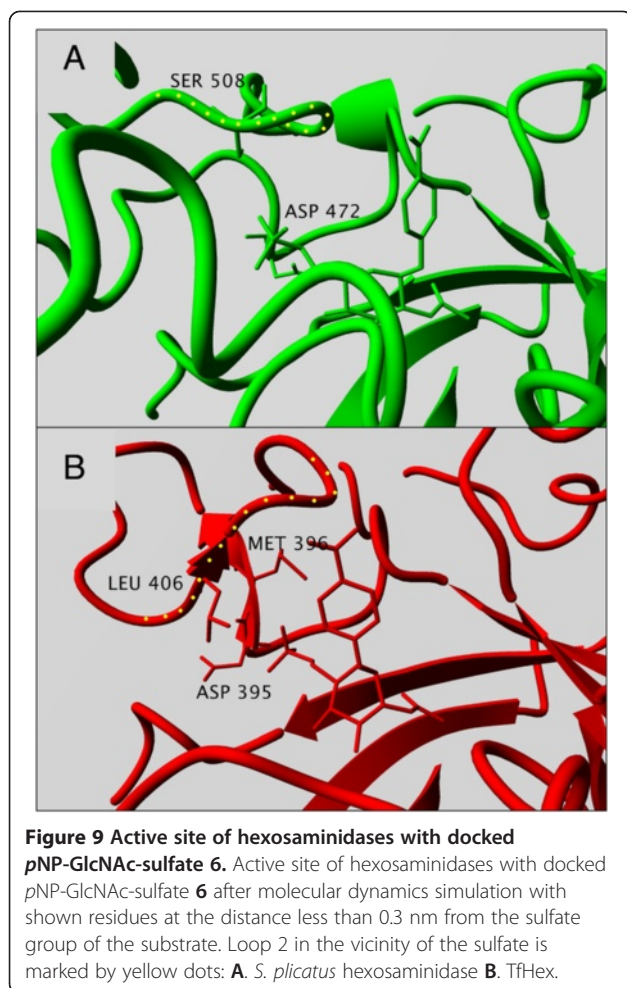 A
SER 508
ASP 472
B
MET 396
LEU 406
ASP 395
Figure 9 Active site of hexosaminidases with docked
pNP-GlcNAc-sulfate 6. Active site of hexosaminidases with docked
pNP-GlcNAc-sulfate 6 after molecular dynamics simulation with
shown residues at the distance less than 0.3 nm from the sulfate
group of the substrate. Loop 2 in the vicinity of the sulfate is
marked by yellow dots: A. S. plicatus hexosaminidase B. TfHex.